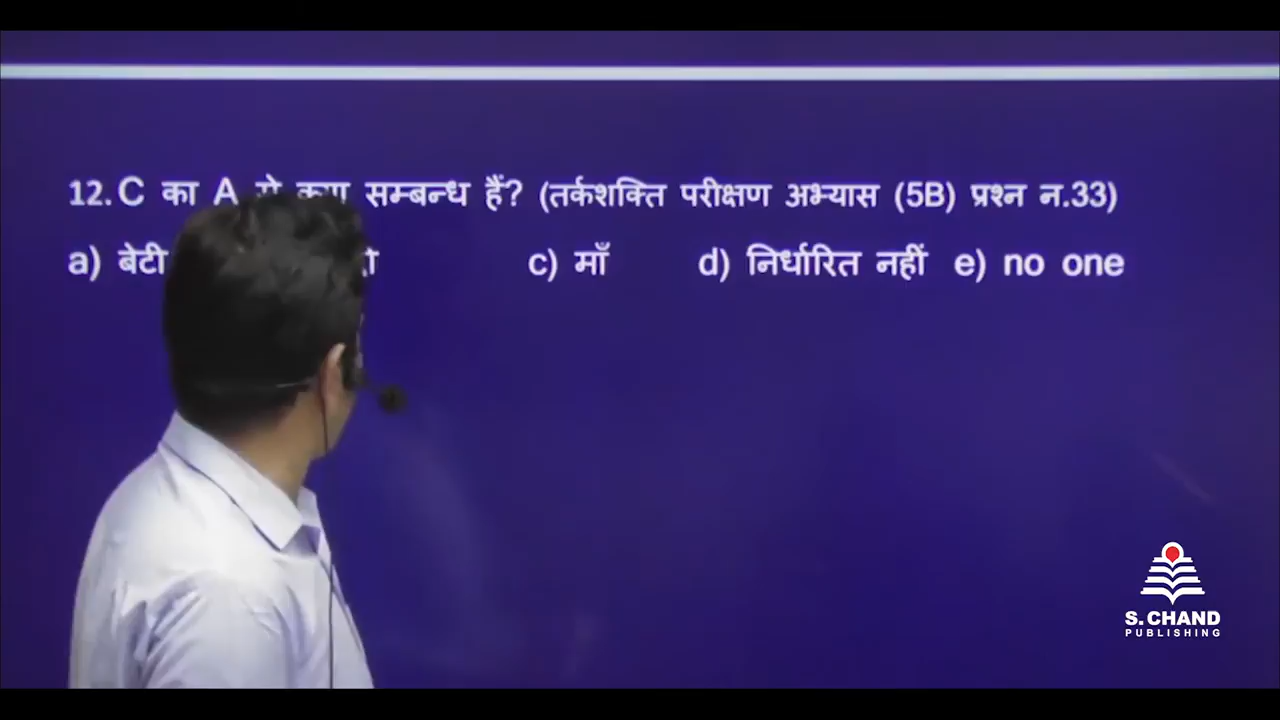 12. C का A सम्बन्ध हैं? (तर्कशक्ति परीक्षण अभ्यास (5B) प्रश्न न.33)
a) बेटी c) माँ d) निर्धारित नहीं e) no one
S. CHAND
PUBLISHING